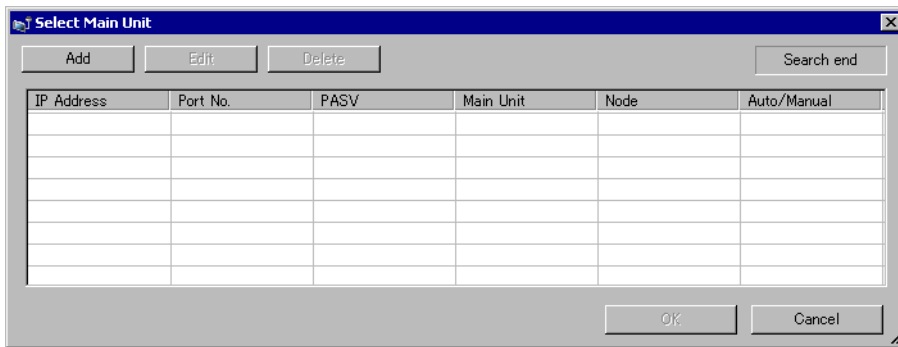 Select Main Unit
Add Edit Delete Search end
IP Address Port No. PASV Main Unit Node Auto/Manual
OK Cancel